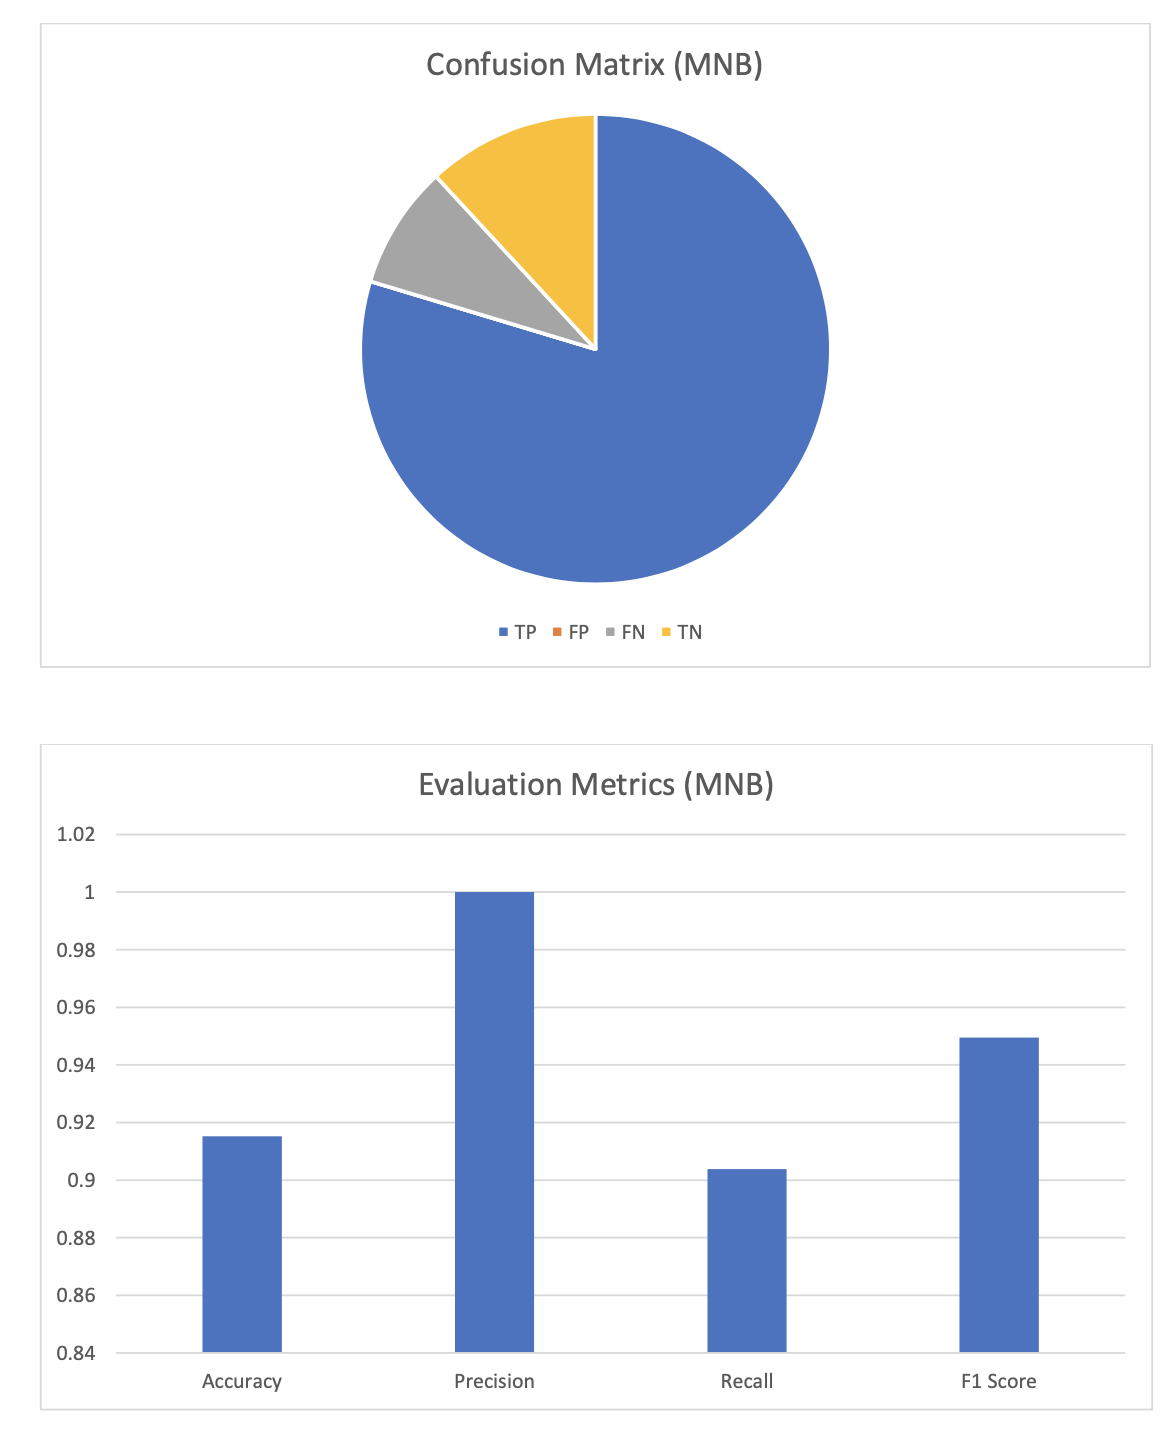 Confusion Matrix (MNB)
TP FP FN TN
Evaluation Metrics (MNB)
1.02
1
0.98
0.96
0.94
0.92
0.9
0.88
0.86
0.84
Accuracy Precision Recall F1 Score